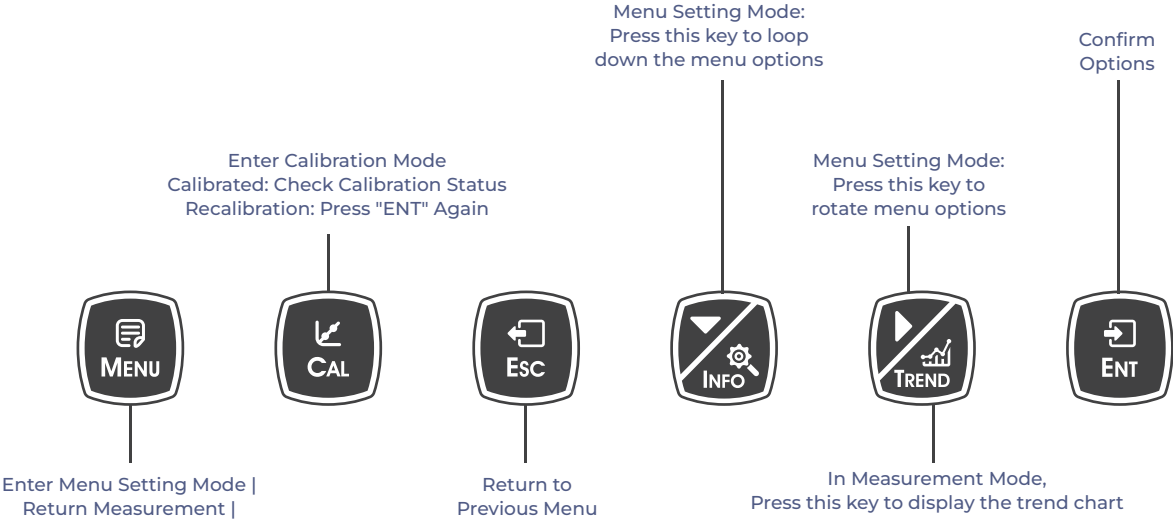 Menu Setting Mode:
Press this key to loop
down the menu options
Confirm
Options
Enter Calibration Mode
Calibrated: Check Calibration Status
Recalibration: Press "ENT" Again
Menu Setting Mode:
Press this key to
rotate menu options
MENU
CAL
ESC
INFO
TREND
ENT
Enter Menu Setting Mode |
Return Measurement |
Return to
Previous Menu
In Measurement Mode,
Press this key to display the trend chart